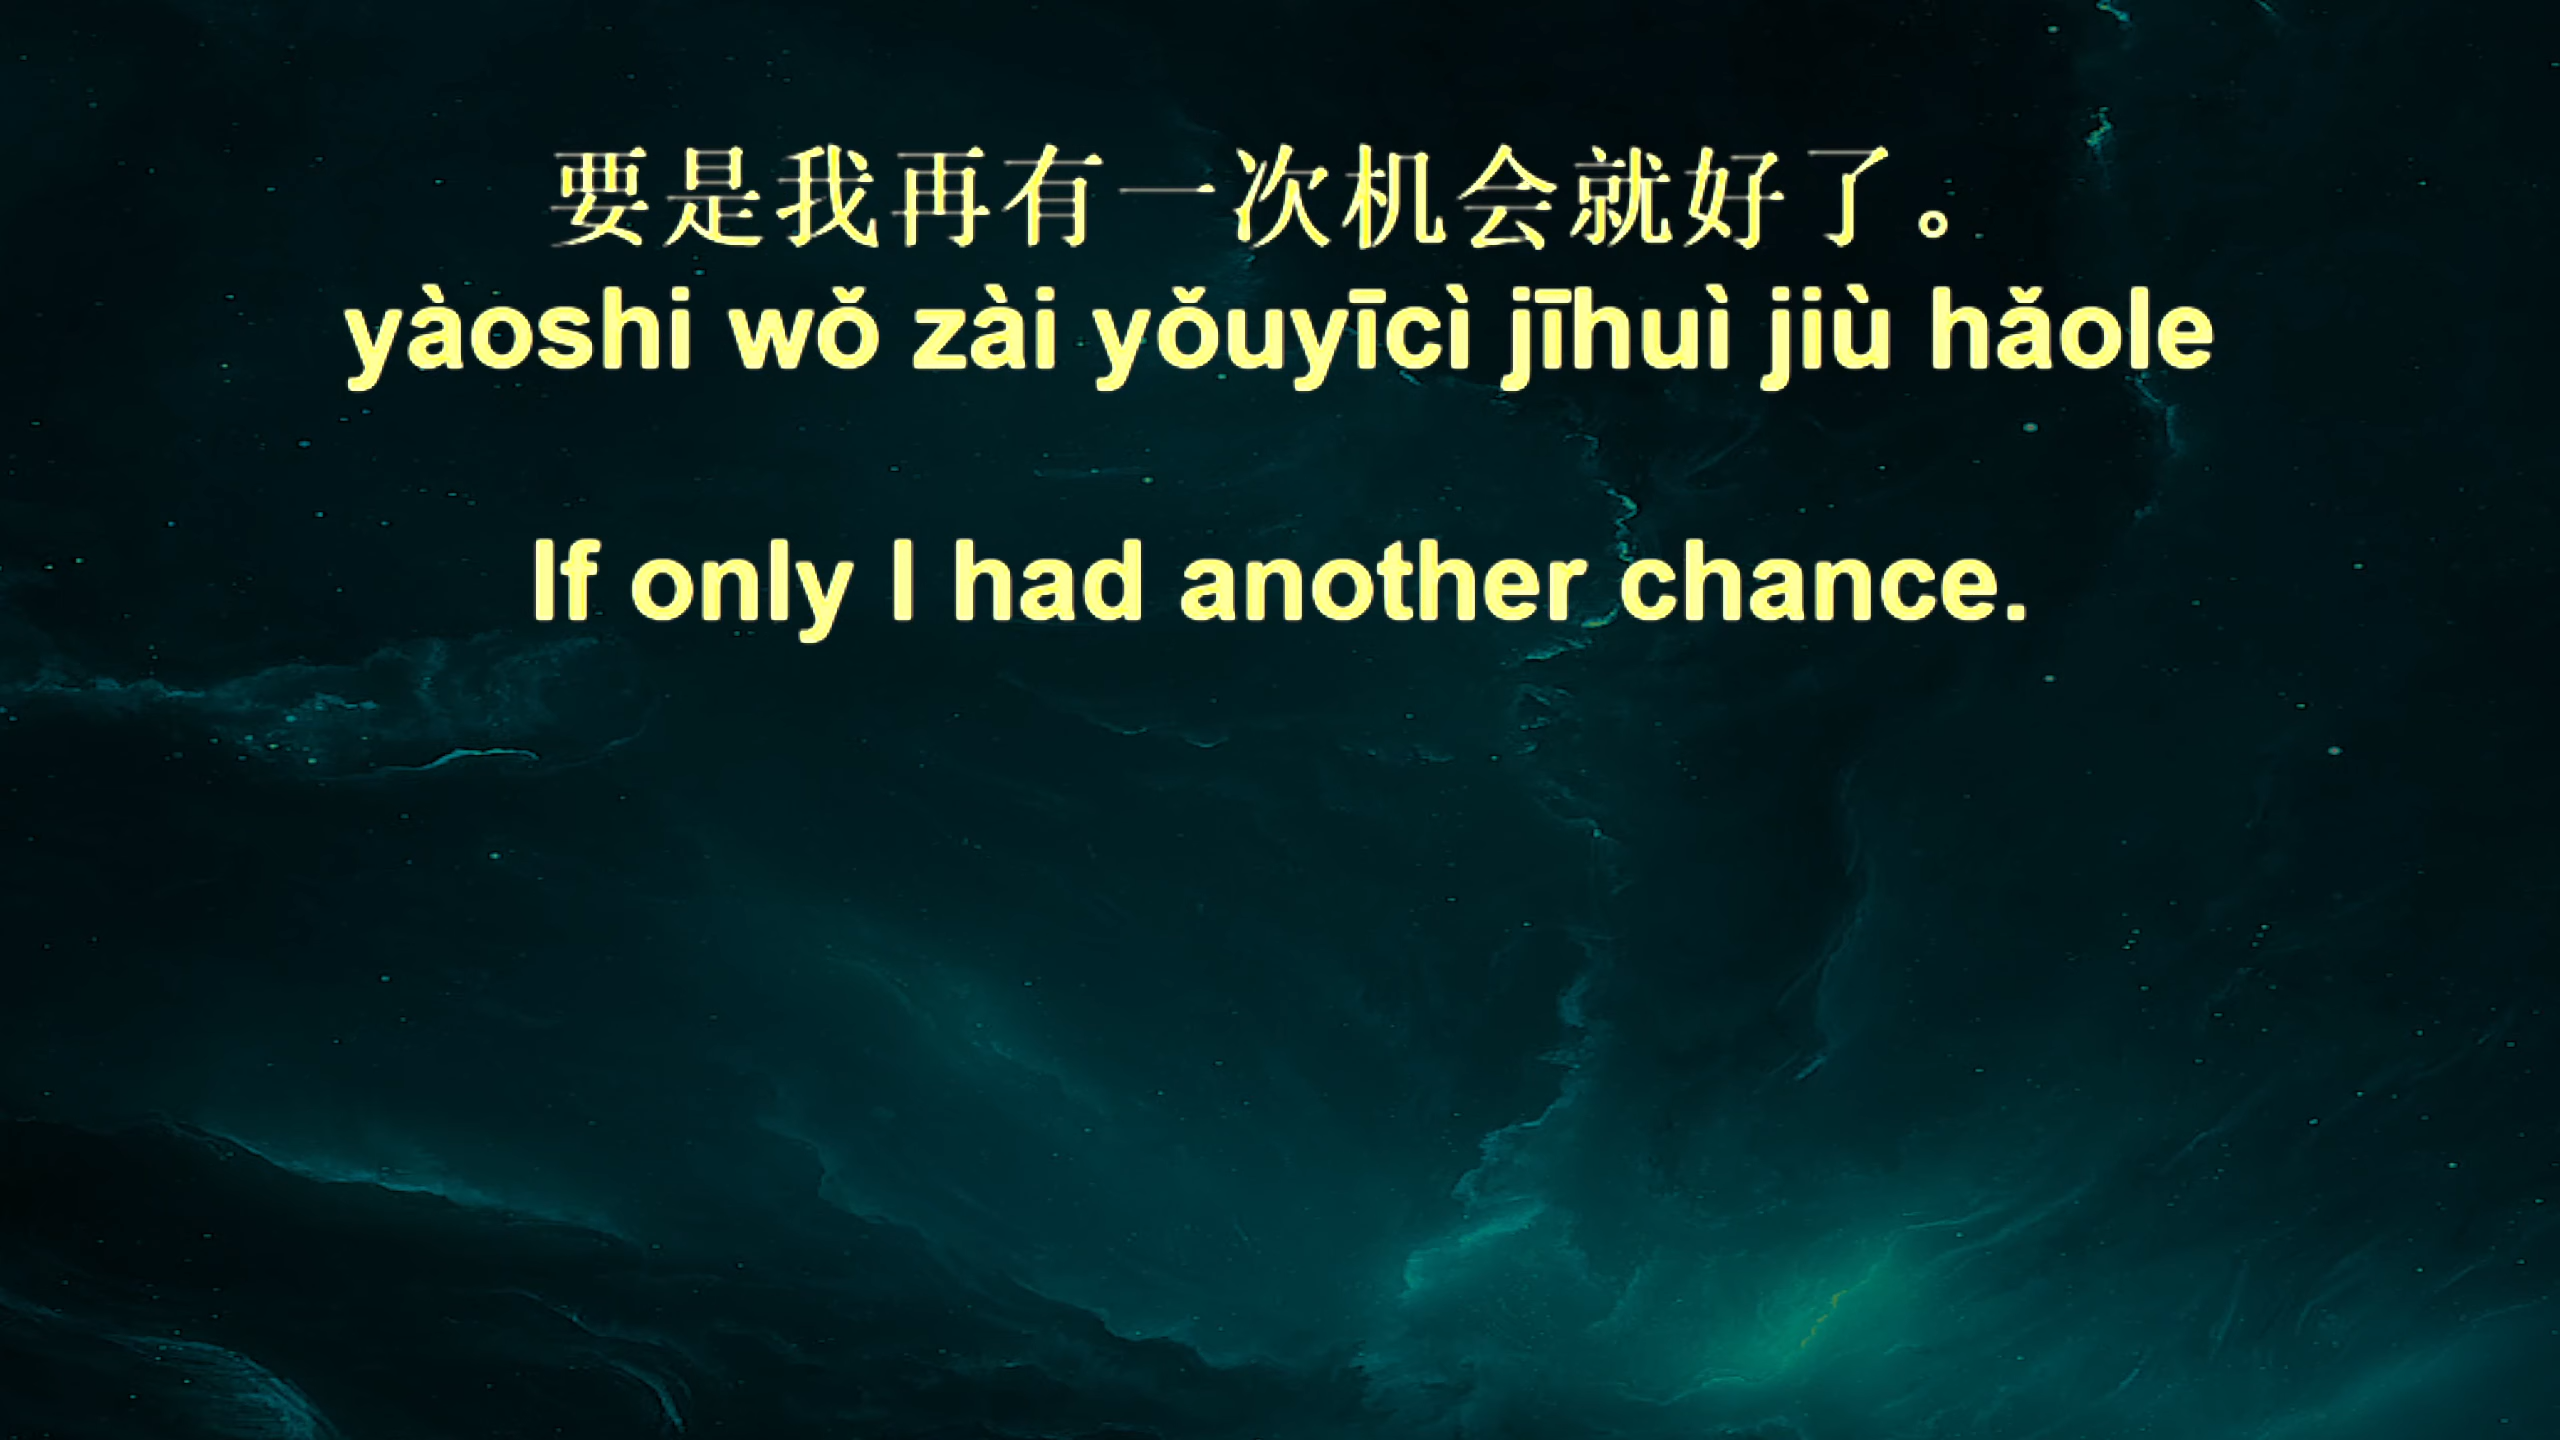 要是我再有一次机会就好了。
yàoshi wǒ zài yǒuyīcì jīhuì jiù hǎole
If only I had another chance.